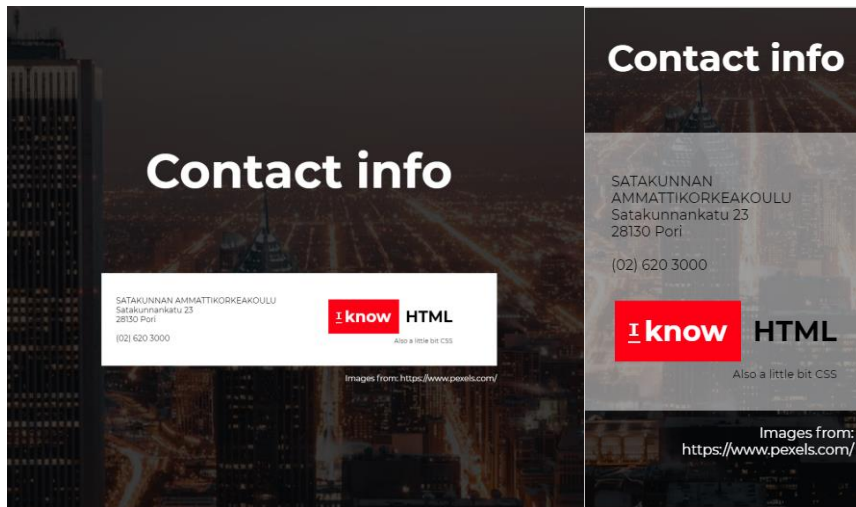 Contact info
SATAKUNNAN AMMATTIKORKEAKOULU
Satakunnankatu 23
28130 Pori
(02) 620 3000
I know HTML
Also a little bit CSS
Images from: https://www.pexels.com/
Contact info
SATAKUNNAN
AMMATTIKORKEAKOULU
Satakunnankatu 23
28130 Pori
(02) 620 3000
I know HTML
Also a little bit CSS
Images from:
https://www.pexels.com/